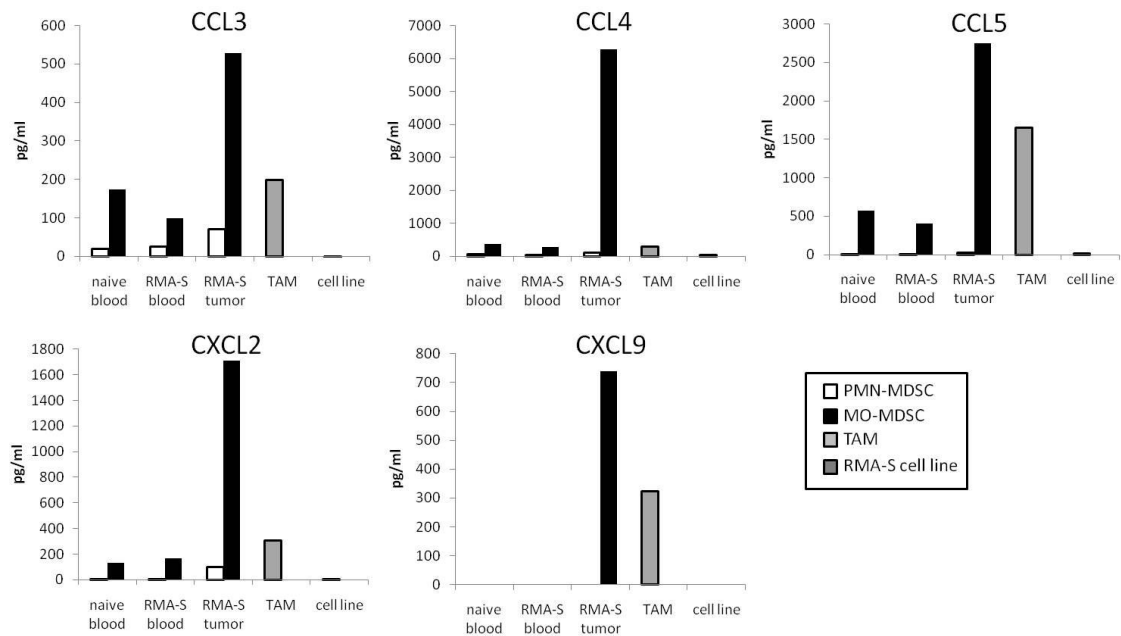 CCL3
600
500
400
300
200
100
0
pg/ml
naive blood
RMA-S blood
RMA-S tumor
TAM
cell line
CCL4
7000
6000
5000
4000
3000
2000
1000
0
pg/ml
naive blood
RMA-S blood
RMA-S tumor
TAM
cell line
CCL5
3000
2500
2000
1500
1000
500
0
pg/ml
naive blood
RMA-S blood
RMA-S tumor
TAM
cell line
CXCL2
1800
1600
1400
1200
1000
800
600
400
200
0
pg/ml
naive blood
RMA-S blood
RMA-S tumor
TAM
cell line
CXCL9
800
700
600
500
400
300
200
100
0
pg/ml
naive blood
RMA-S blood
RMA-S tumor
TAM
cell line
PMN-MDSC
MO-MDSC
TAM
RMA-S cell line